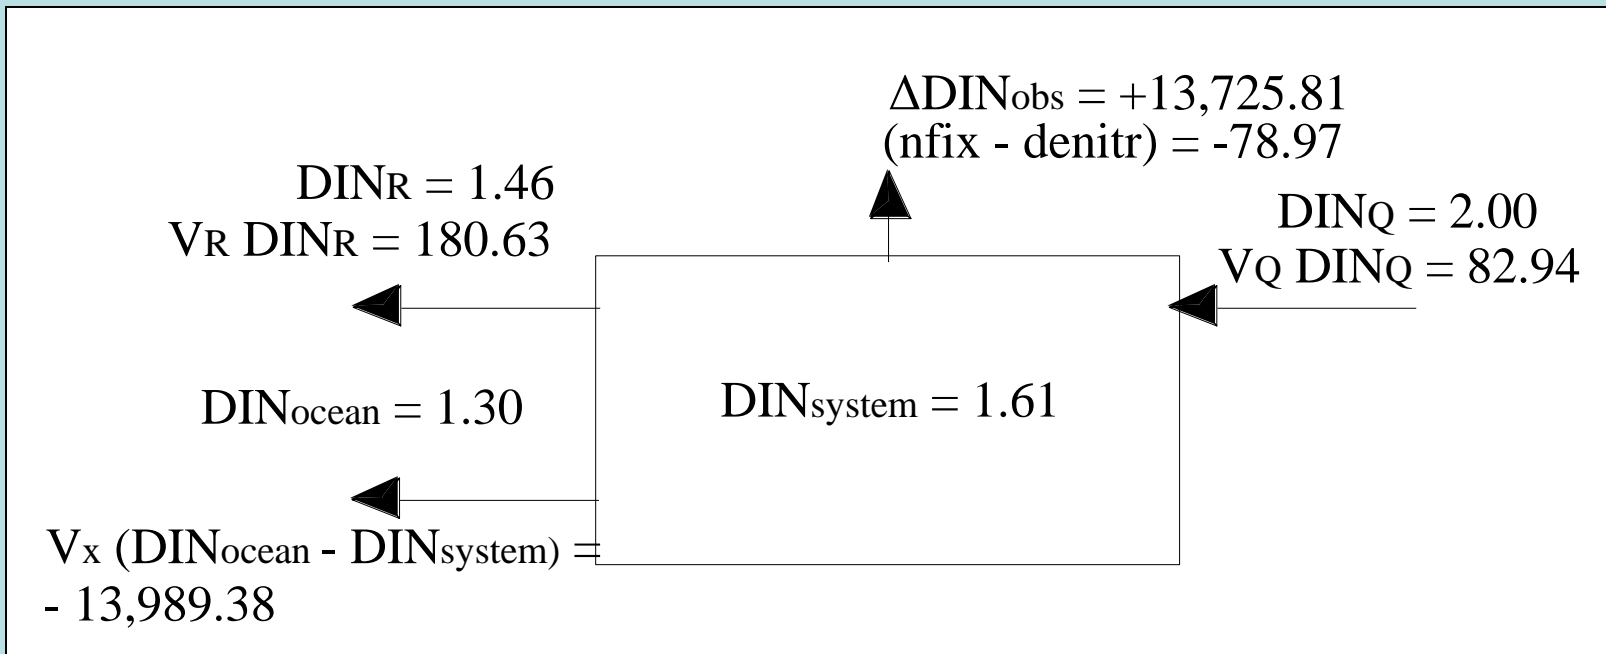 ΔDINobs = +13,725.81
(nfix - denitr) = -78.97
DINR = 1.46
VR DINR = 180.63
DINQ = 2.00
VQ DINQ = 82.94
DINocean = 1.30
DINsystem = 1.61
Vx (DINocean - DINsystem) =
- 13,989.38